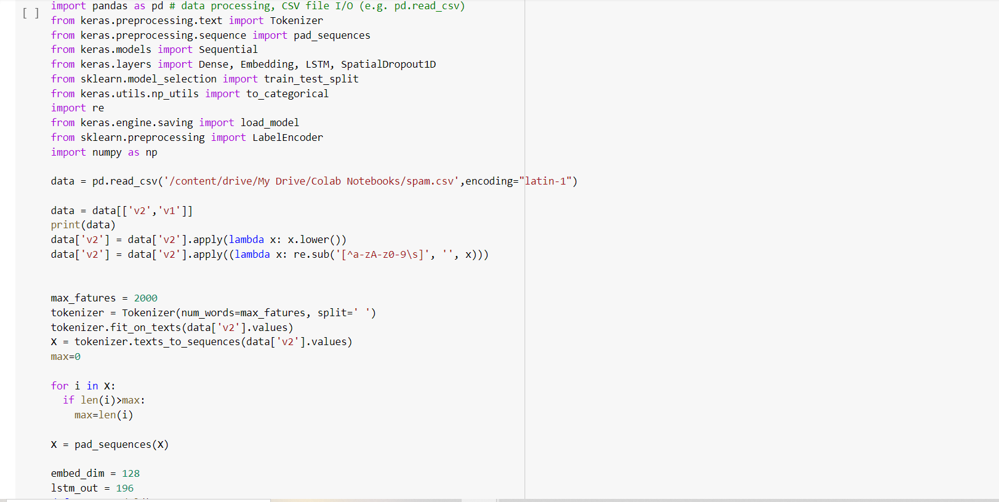 import pandas as pd # data processing, CSV file I/O (e.g. pd.read_csv)
[ ]
from keras.preprocessing.text import Tokenizer
from keras.preprocessing.sequence import pad_sequences
from keras.models import Sequential
from keras.layers import Dense, Embedding, LSTM, SpatialDropout1D
from sklearn.model_selection import train_test_split
from keras.utils.np_utils import to_categorical
import re
from keras.engine.saving import load_model
from sklearn.preprocessing import LabelEncoder
import numpy as np
data = pd.read_csv('/content/drive/My Drive/Colab Notebooks/spam.csv',encoding="latin-1")
data = data[['v2','v1']]
print(data)
data['v2'] = data['v2'].apply(lambda x: x.lower())
data['v2'] = data['v2'].apply((lambda x: re.sub('[^a-zA-z0-9\s]', '', x)))
max_fatures = 2000
tokenizer = Tokenizer(num_words=max_fatures, split=' ')
tokenizer.fit_on_texts(data['v2'].values)
X = tokenizer.texts_to_sequences(data['v2'].values)
max=0
for i in X:
  if len(i)>max:
    max=len(i)
X = pad_sequences(X)
embed_dim = 128
lstm_out = 196